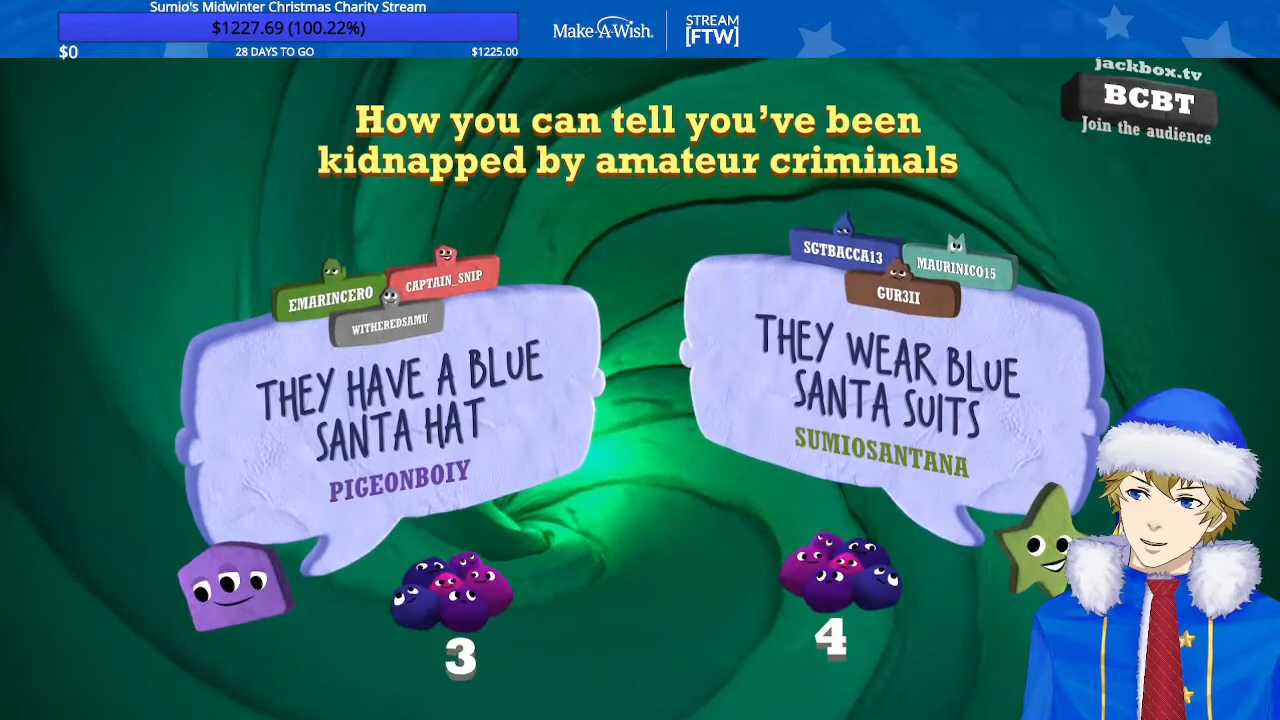 Sumio's Midwinter Christmas Charity Stream
$1227.69 (100.22%)
$0
28 DAYS TO GO
$1225.00
Make-A-Wish.
STREAM
[FTW]
jackbox.tv
BCBT
Join the audience
How you can tell you've been
kidnapped by amateur criminals
EMARINCERO
CAPTAIN_SNIP
WITHEREDSAMU
THEY HAVE A BLUE
SANTA HAT
PIGEONBOIY
3
SGTBACCA13
MAURINICO15
GUR3II
THEY WEAR BLUE
SANTA SUITS
SUMIOSANTANA
4